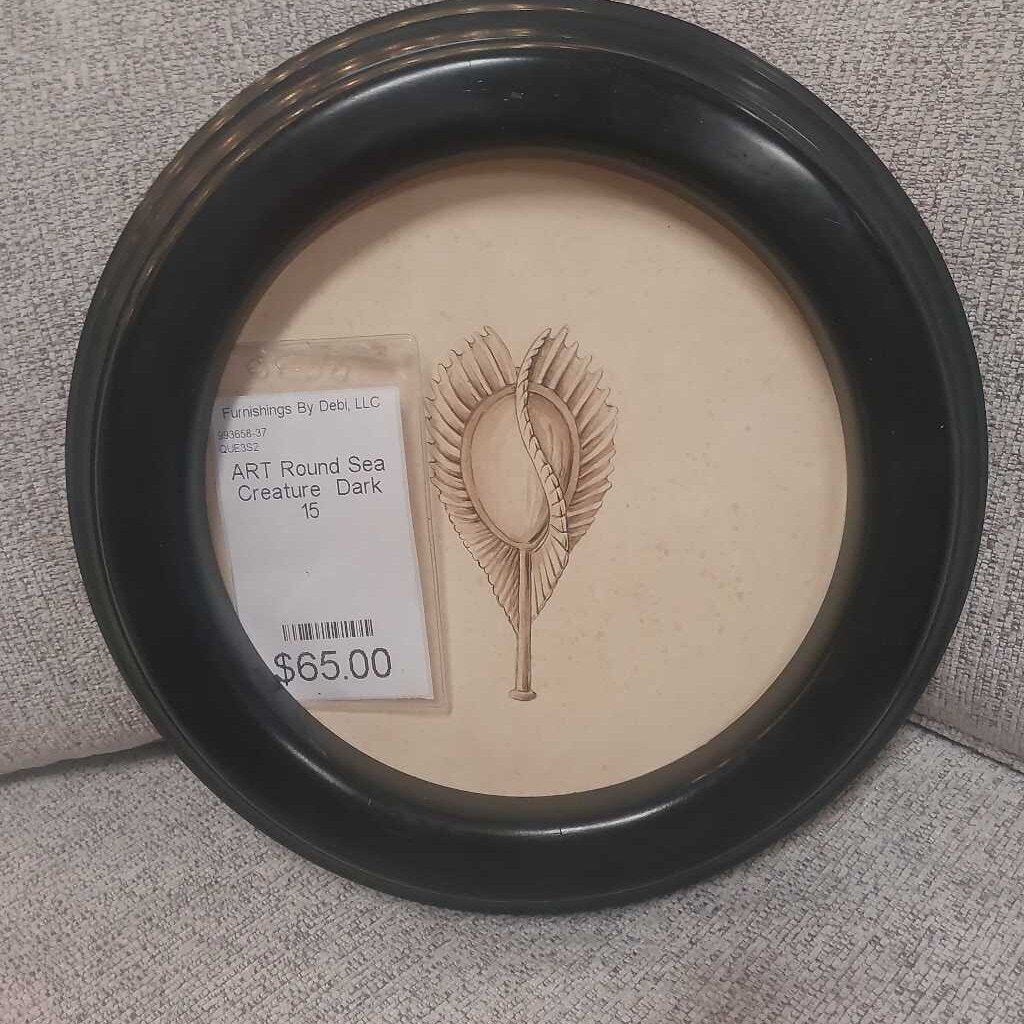 Furnishings By Debi, LLC
993658-37
QUE3S2
ART Round Sea
Creature Dark
15
$65.00